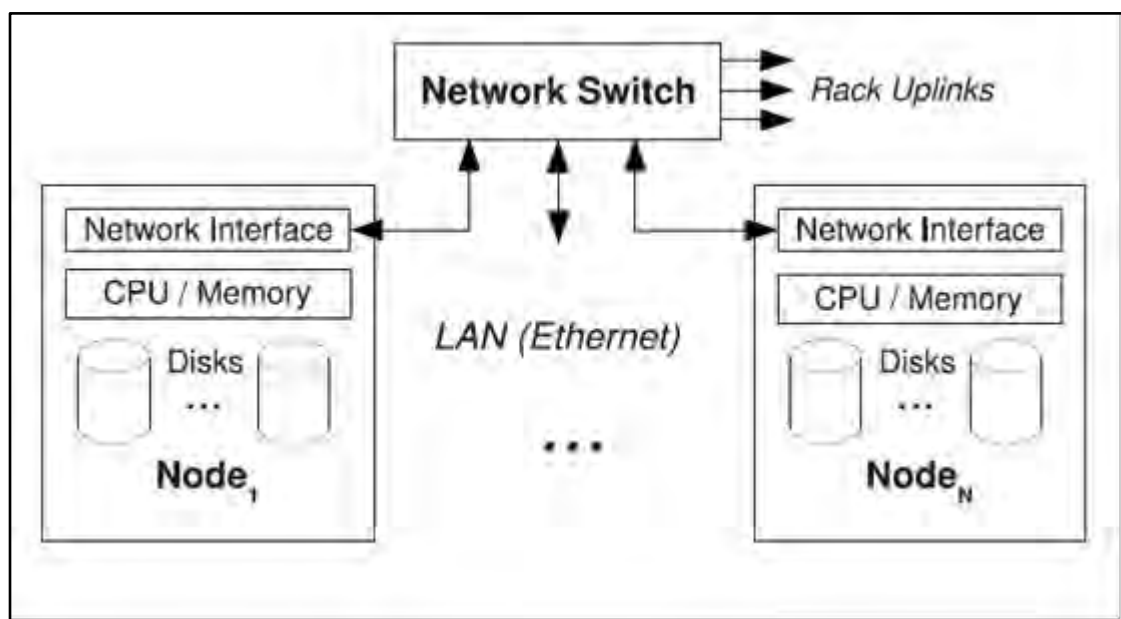 Network Switch
Rack Uplinks
Network Interface
CPU / Memory
Disks
...
Node1
LAN (Ethernet)
...
Network Interface
CPU / Memory
Disks
...
NodeN